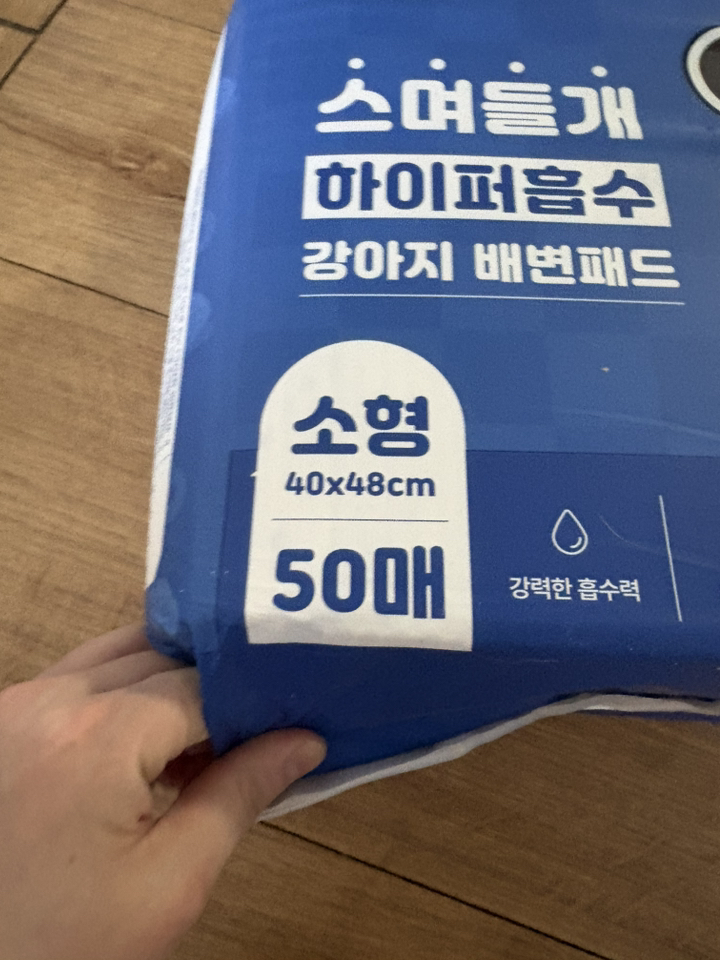 스며들개
하이퍼흡수
강아지 배변패드
소형
40x48cm
50매
강력한 흡수력